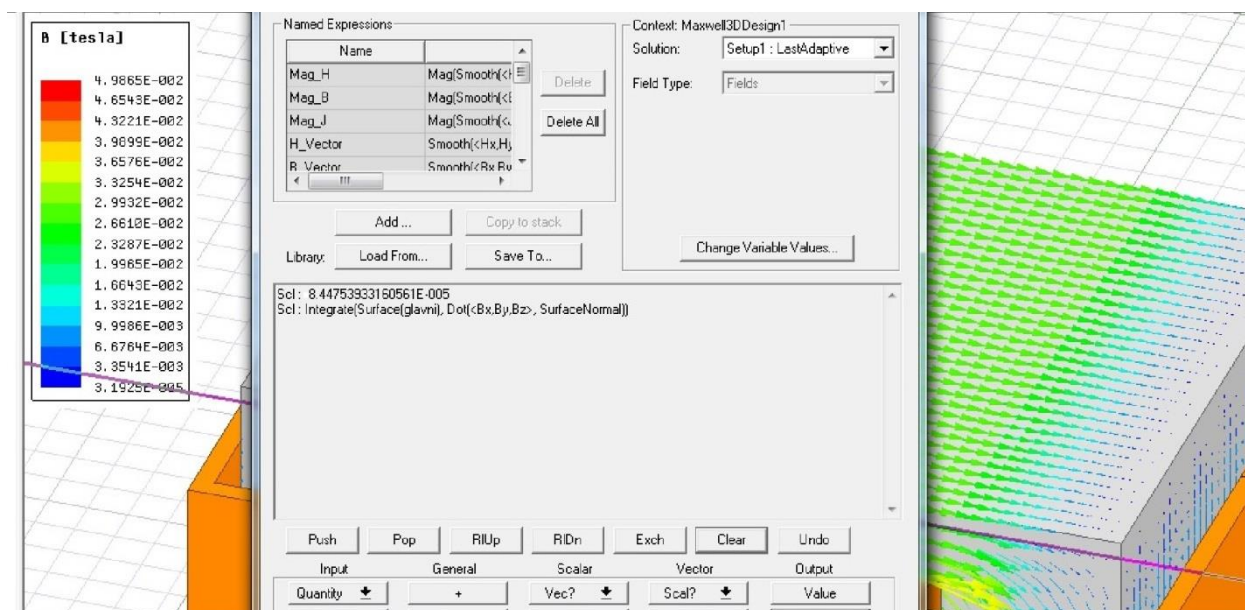 B [tesla]
4.9865E-002
4.6543E-002
4.3221E-002
3.9899E-002
3.6576E-002
3.3254E-002
2.9932E-002
2.6610E-002
2.3287E-002
1.9965E-002
1.6643E-002
1.3321E-002
9.9986E-003
6.6764E-003
3.3541E-003
3.1925E-005
Named Expressions
Name
Mag_H Mag(Smooth(<H
Mag_B Mag(Smooth(<B
Mag_J Mag(Smooth(<J
H_Vector Smooth(<Hx,Hy
B_Vector Smooth(<Bx,By
Delete
Delete All
Add ... Copy to stack
Library: Load From... Save To...
Context: Maxwell3DDesign1
Solution: Setup1 : LastAdaptive
Field Type: Fields
Change Variable Values...
Scl : 8.44753933160561E-005
Scl : Integrate(Surface(glavni), Dot(<Bx,By,Bz>, SurfaceNormal))
Push Pop RlUp RlDn Exch Clear Undo
Input General Scalar Vector Output
Quantity + Vec? Scal? Value